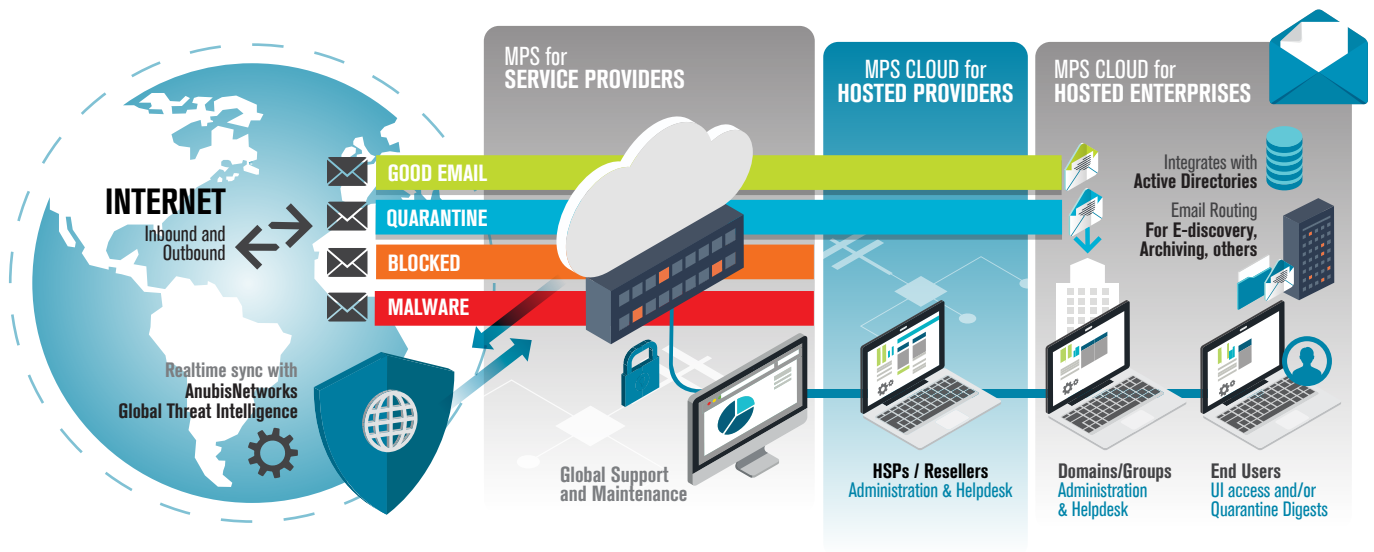 MPS for
SERVICE PROVIDERS
MPS CLOUD for
HOSTED PROVIDERS
MPS CLOUD for
HOSTED ENTERPRISES
GOOD EMAIL
QUARANTINE
BLOCKED
MALWARE
INTERNET
Inbound and
Outbound
Integrates with
Active Directories
Email Routing
For E-discovery,
Archiving, others
Realtime sync with
AnubisNetworks
Global Threat Intelligence
Global Support
and Maintenance
HSPs / Resellers
Administration & Helpdesk
Domains/Groups
Administration
& Helpdesk
End Users
UI access and/or
Quarantine Digests